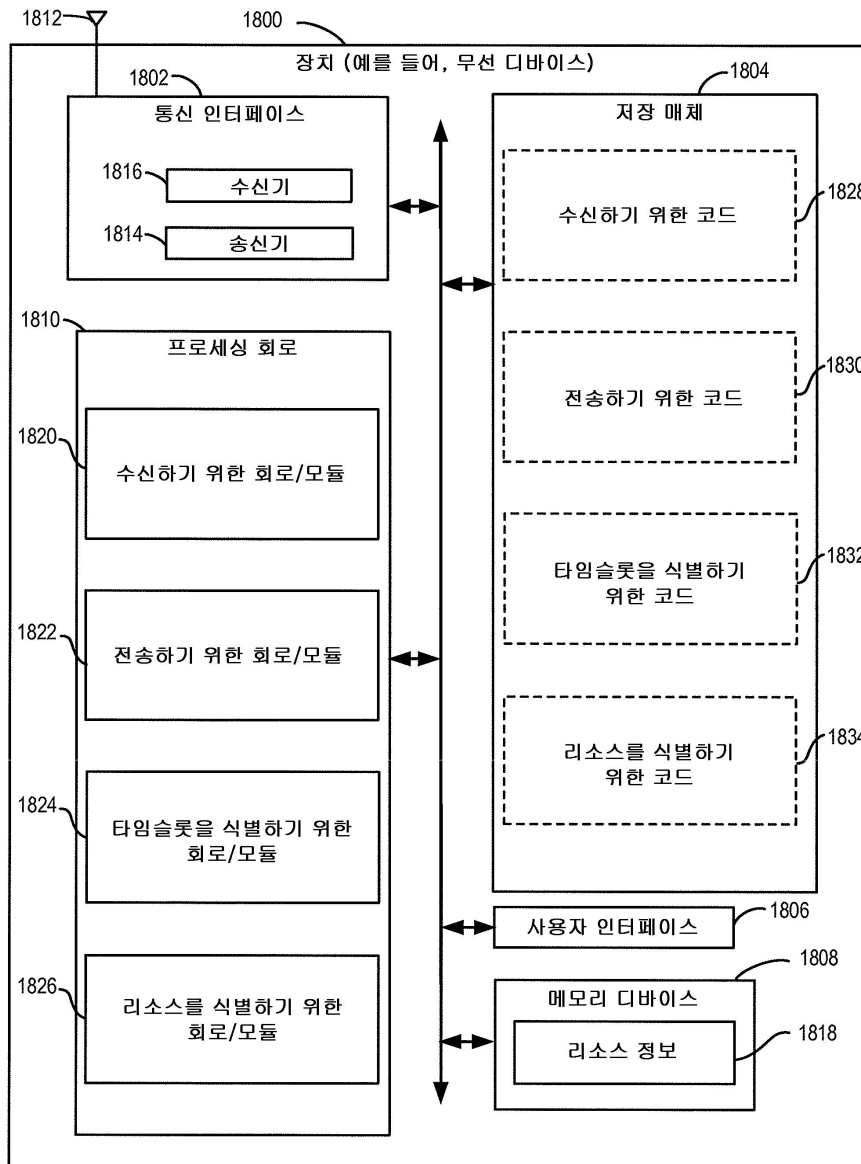 1812
1800
장치 (예를 들어, 무선 디바이스)
1802
통신 인터페이스
1816
수신기
1814
송신기
1804
저장 매체
1828
수신하기 위한 코드
1830
전송하기 위한 코드
1832
타임슬롯을 식별하기
위한 코드
1834
리소스를 식별하기
위한 코드
1810
프로세싱 회로
1820
수신하기 위한 회로/모듈
1822
전송하기 위한 회로/모듈
1824
타임슬롯을 식별하기 위한
회로/모듈
1826
리소스를 식별하기 위한
회로/모듈
1806
사용자 인터페이스
1808
메모리 디바이스
1818
리소스 정보